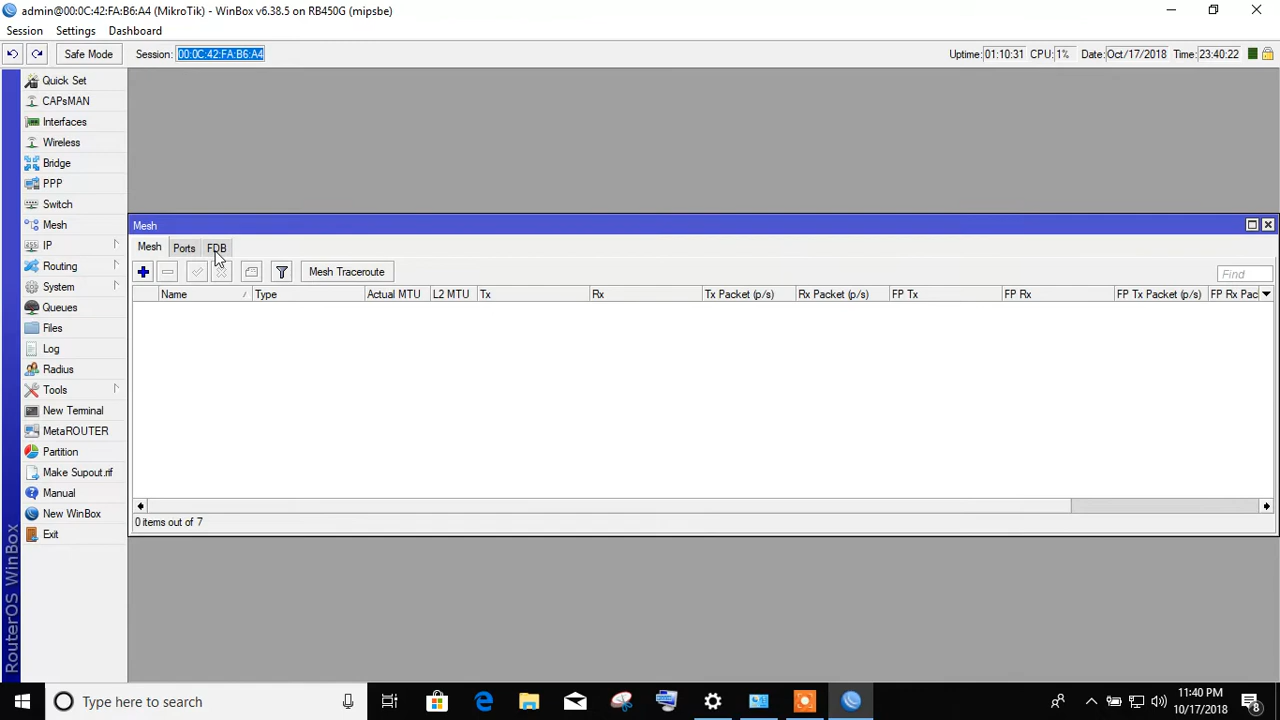 admin@00:0C:42:FA:B6:A4 (MikroTik) - WinBox v6.38.5 on RB450G (mipsbe)
Session Settings Dashboard
Safe Mode Session: 00:0C:42:FA:B6:A4 Uptime: 01:10:31 CPU: 1% Date: Oct/17/2018 Time: 23:40:22
Quick Set
CAPsMAN
Interfaces
Wireless
Bridge
PPP
Switch
Mesh
IP
Routing
System
Queues
Files
Log
Radius
Tools
New Terminal
MetaROUTER
Partition
Make Supout.rif
Manual
New WinBox
Exit
RouterOS WinBox
Mesh
Mesh Ports FDB
Mesh Traceroute Find
Name Type Actual MTU L2 MTU Tx Rx Tx Packet (p/s) Rx Packet (p/s) FP Tx FP Rx FP Tx Packet (p/s) FP Rx Pac
0 items out of 7
Type here to search
11:40 PM
10/17/2018
8